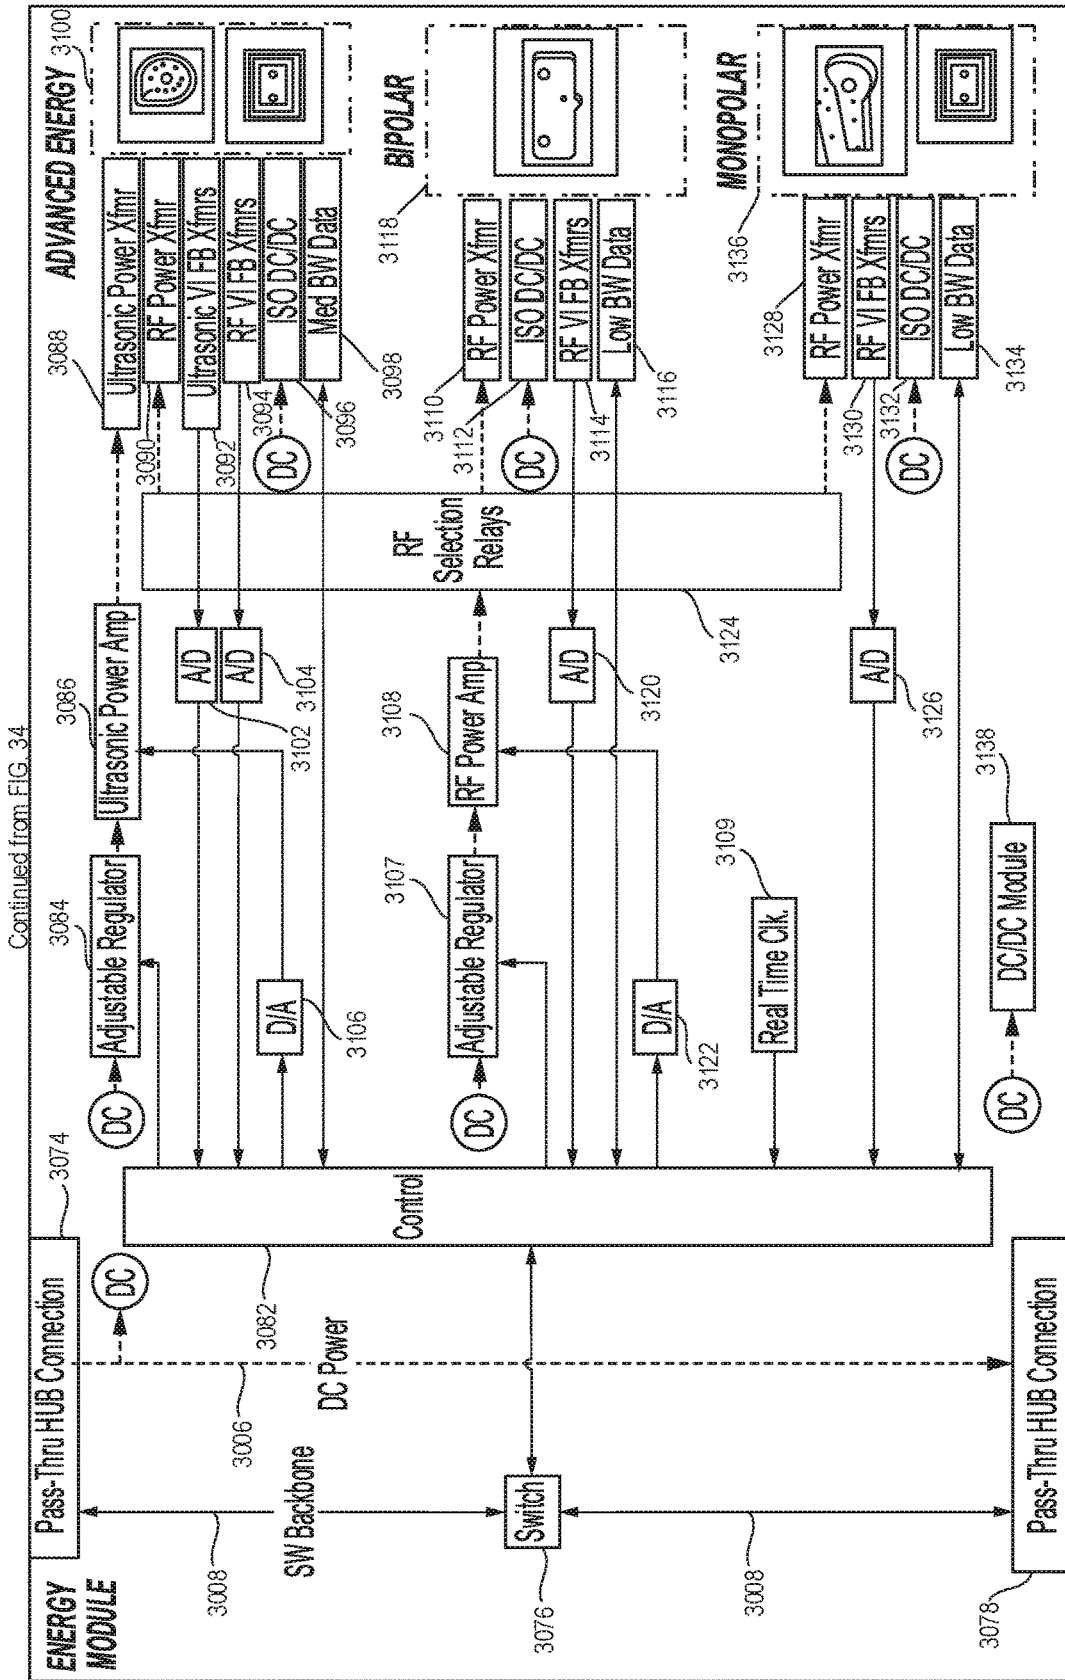 Continued from FIG. 34
ENERGY
MODULE
Pass-Thru HUB Connection
3074
3008
SW Backbone
3006
DC Power
DC
3082
Switch
3076
3008
Pass-Thru HUB Connection
3078
Control
DC
Adjustable Regulator
3084
Ultrasonic Power Amp
3086
D/A
3106
A/D
3102
A/D
3104
DC
Adjustable Regulator
3107
RF Power Amp
3108
D/A
3122
A/D
3120
Real Time Clk.
3109
A/D
3126
DC
DC/DC Module
3138
RF
Selection
Relays
3124
ADVANCED ENERGY
3100
Ultrasonic Power Xfmr
3088
RF Power Xfmr
3090
Ultrasonic VI FB Xfmrs
3092
RF VI FB Xfmrs
3094
DC
ISO DC/DC
3096
Med BW Data
3098
BIPOLAR
3118
RF Power Xfmr
3110
DC
ISO DC/DC
3112
RF VI FB Xfmrs
3114
Low BW Data
3116
MONOPOLAR
3136
RF Power Xfmr
3128
RF VI FB Xfmrs
3130
DC
ISO DC/DC
3132
Low BW Data
3134